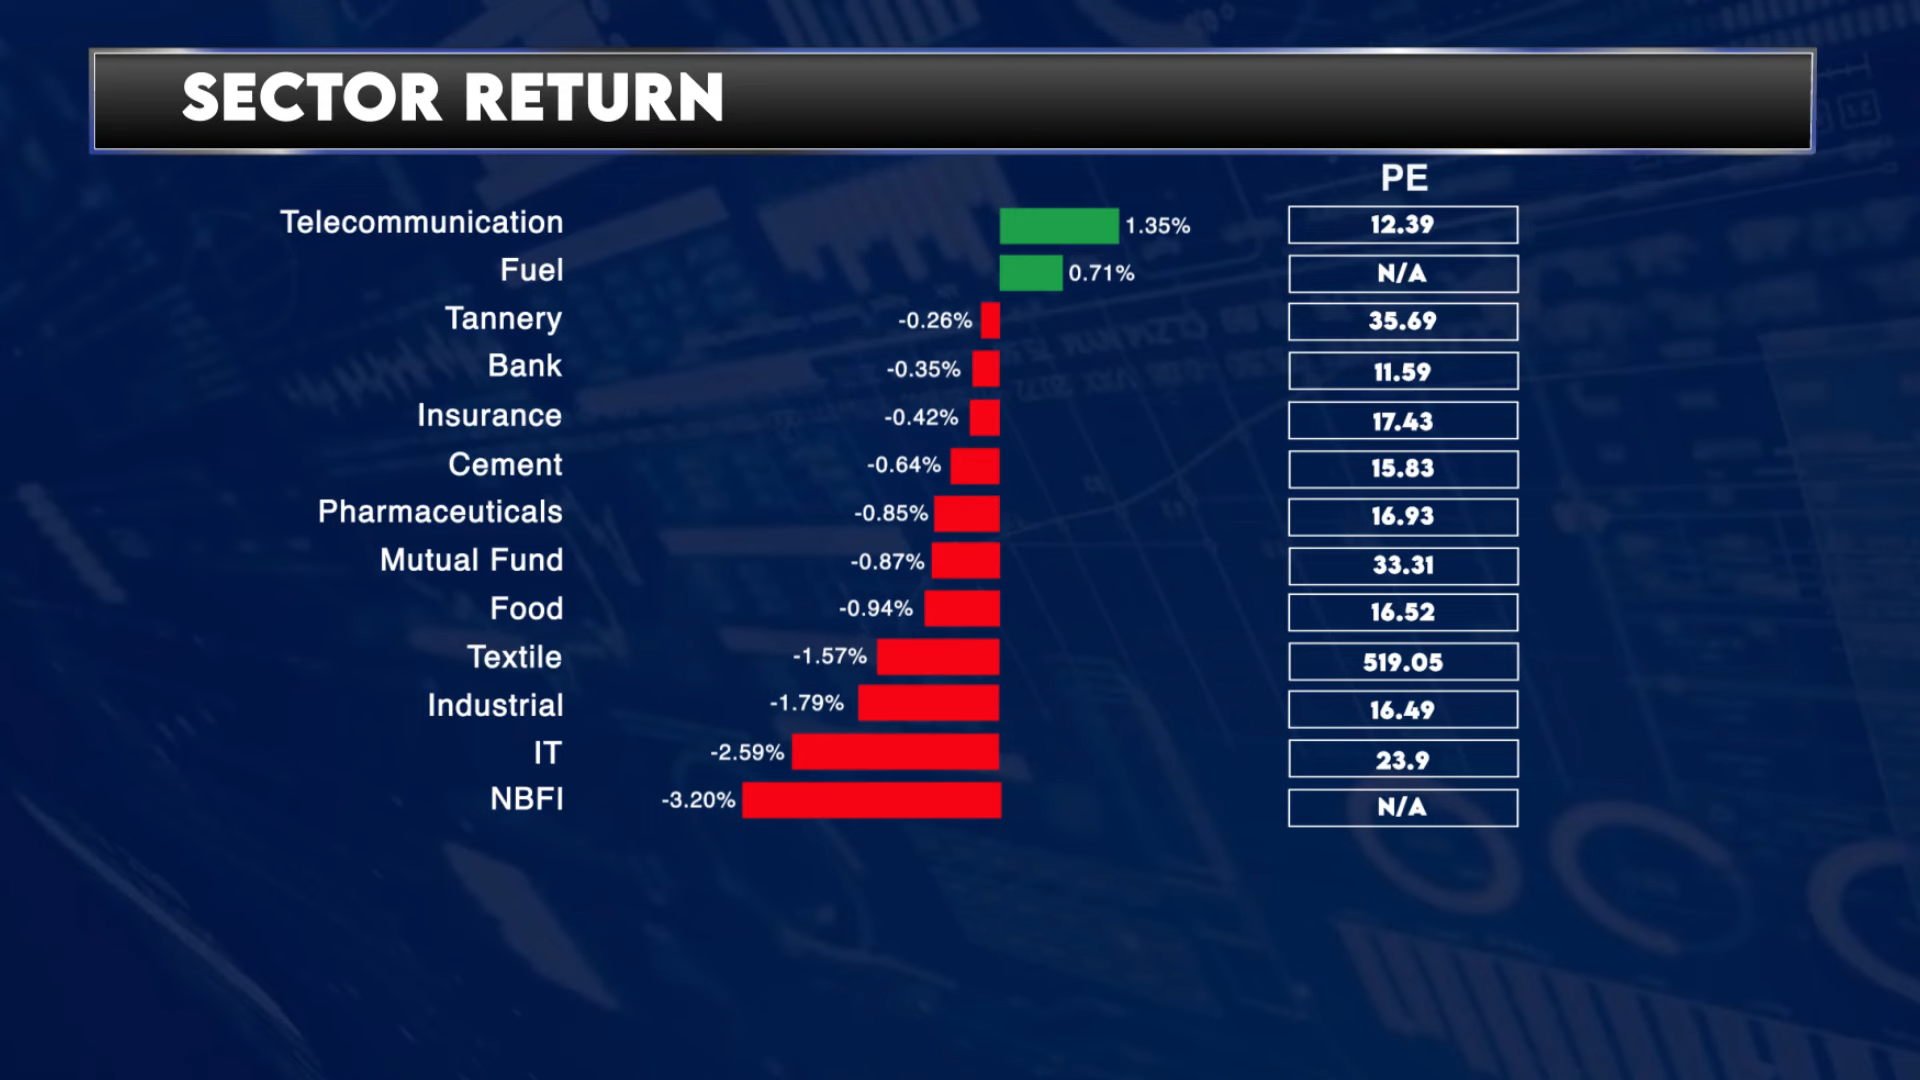 SECTOR RETURN
PE
Telecommunication 1.35% 12.39
Fuel 0.71% N/A
Tannery -0.26% 35.69
Bank -0.35% 11.59
Insurance -0.42% 17.43
Cement -0.64% 15.83
Pharmaceuticals -0.85% 16.93
Mutual Fund -0.87% 33.31
Food -0.94% 16.52
Textile -1.57% 519.05
Industrial -1.79% 16.49
IT -2.59% 23.9
NBFI -3.20% N/A